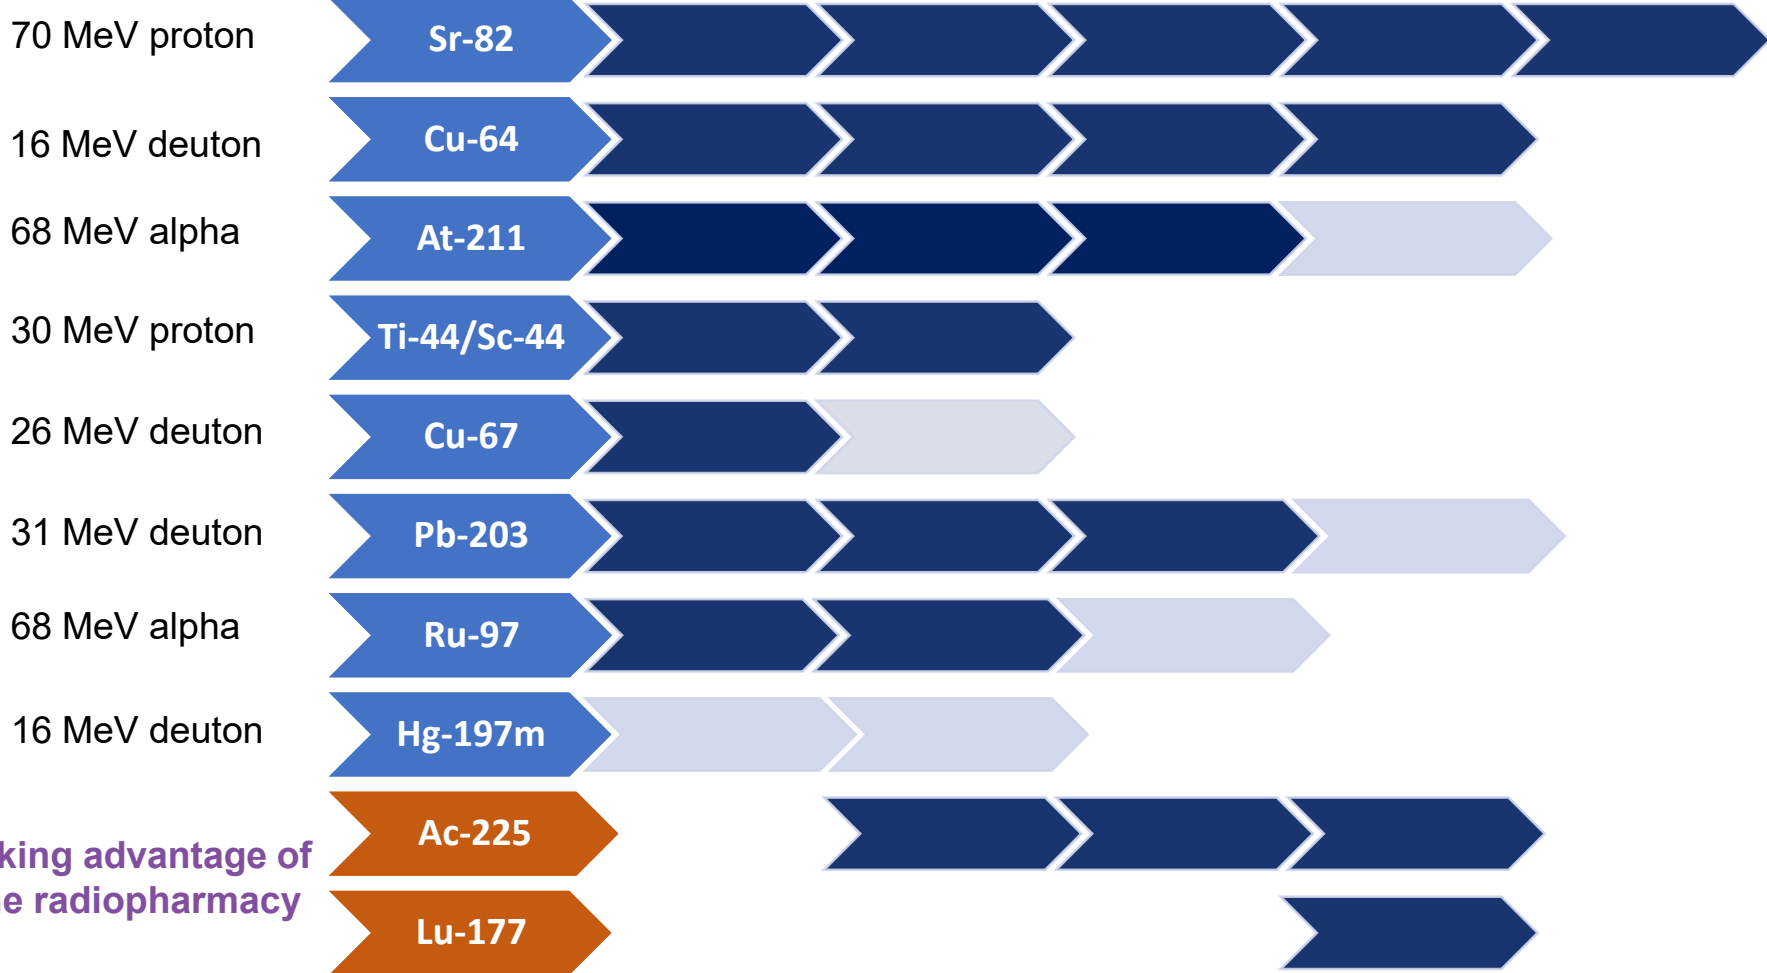 70 MeV proton Sr-82
16 MeV deuton Cu-64
68 MeV alpha At-211
30 MeV proton Ti-44/Sc-44
26 MeV deuton Cu-67
31 MeV deuton Pb-203
68 MeV alpha Ru-97
16 MeV deuton Hg-197m
Ac-225
advantage of
radiopharmacy
Lu-177